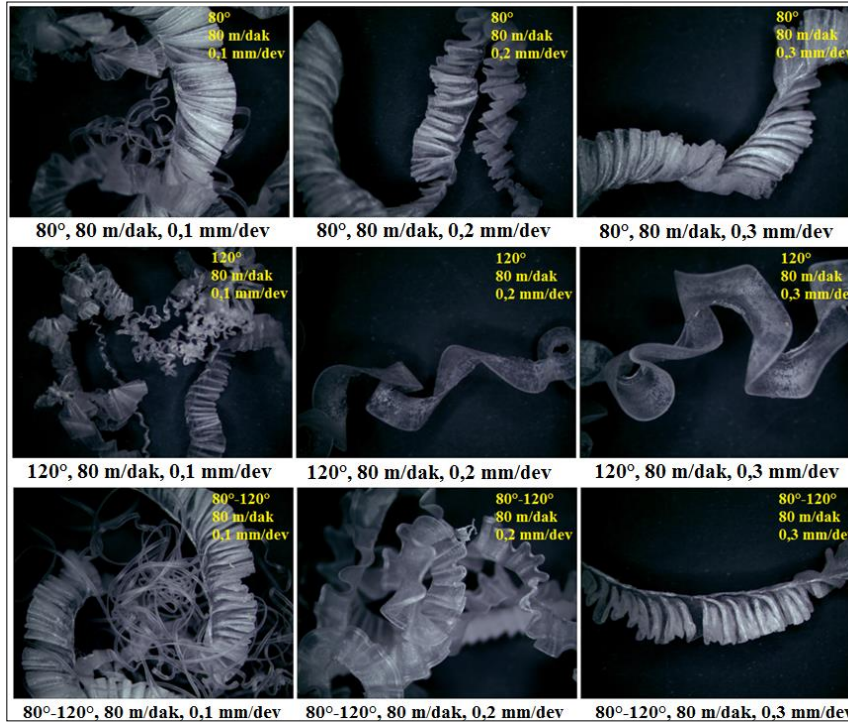 80°
80 m/dak
0,1 mm/dev
80°
80 m/dak
0,2 mm/dev
80°
80 m/dak
0,3 mm/dev
80°, 80 m/dak, 0,1 mm/dev
80°, 80 m/dak, 0,2 mm/dev
80°, 80 m/dak, 0,3 mm/dev
120°
80 m/dak
0,1 mm/dev
120°
80 m/dak
0,2 mm/dev
120°
80 m/dak
0,3 mm/dev
120°, 80 m/dak, 0,1 mm/dev
120°, 80 m/dak, 0,2 mm/dev
120°, 80 m/dak, 0,3 mm/dev
80°-120°
80 m/dak
0,1 mm/dev
80°-120°
80 m/dak
0,2 mm/dev
80°-120°
80 m/dak
0,3 mm/dev
80°-120°, 80 m/dak, 0,1 mm/dev
80°-120°, 80 m/dak, 0,2 mm/dev
80°-120°, 80 m/dak, 0,3 mm/dev